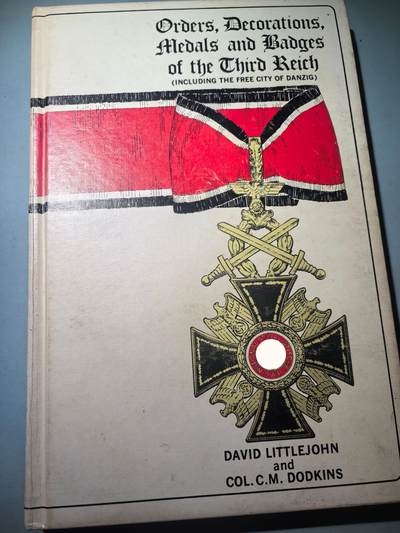 Orders, Decorations,
Medals and Badges
of the Third Reich
(INCLUDING THE FREE CITY OF DANZIG)
DAVID LITTLEJOHN
and
COL. C.M. DODKINS